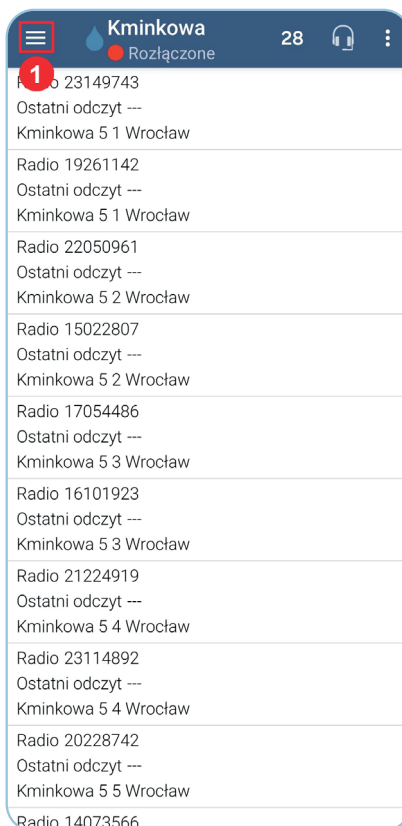 Kminkowa
28
Rozłączone
1
Radio 23149743
Ostatni odczyt ---
Kminkowa 5 1 Wrocław
Radio 19261142
Ostatni odczyt ---
Kminkowa 5 1 Wrocław
Radio 22050961
Ostatni odczyt ---
Kminkowa 5 2 Wrocław
Radio 15022807
Ostatni odczyt ---
Kminkowa 5 2 Wrocław
Radio 17054486
Ostatni odczyt ---
Kminkowa 5 3 Wrocław
Radio 16101923
Ostatni odczyt ---
Kminkowa 5 3 Wrocław
Radio 21224919
Ostatni odczyt ---
Kminkowa 5 4 Wrocław
Radio 23114892
Ostatni odczyt ---
Kminkowa 5 4 Wrocław
Radio 20228742
Ostatni odczyt ---
Kminkowa 5 5 Wrocław
Radio 14073566